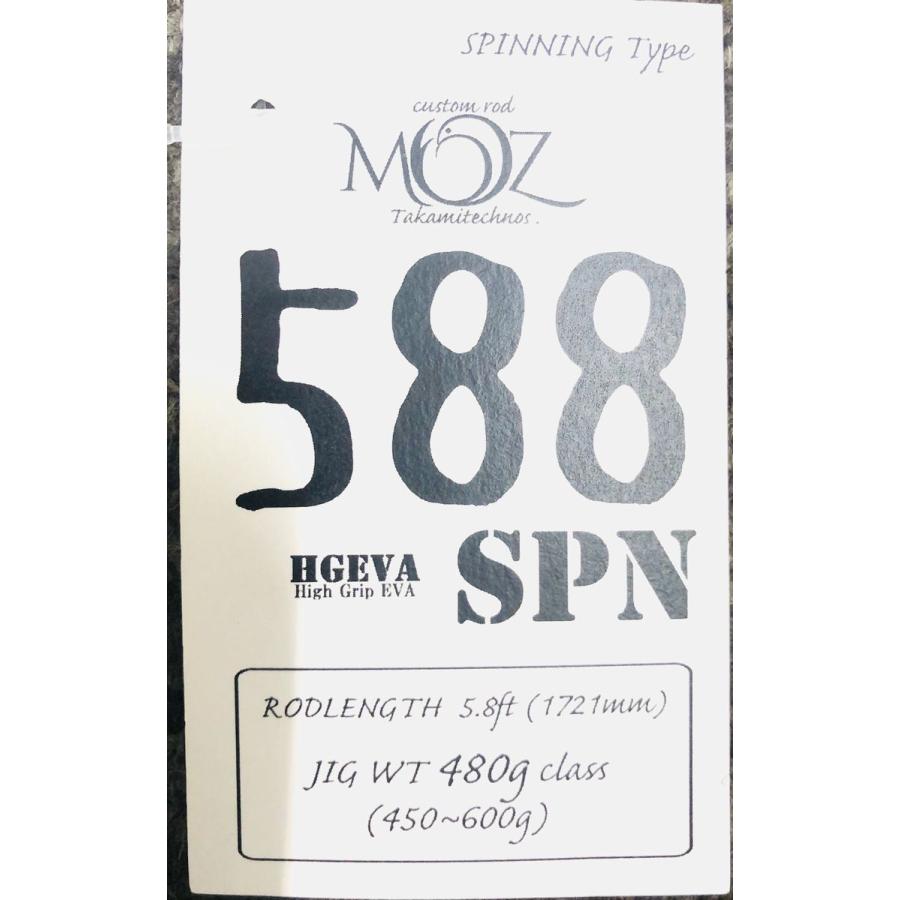 SPINNING Type
custom rod
MOZ
Takamitechnos.
588
HGEVA SPN
High Grip EVA
RODLENGTH 5.8ft (1721mm)
JIG WT 480g class
(450~600g)